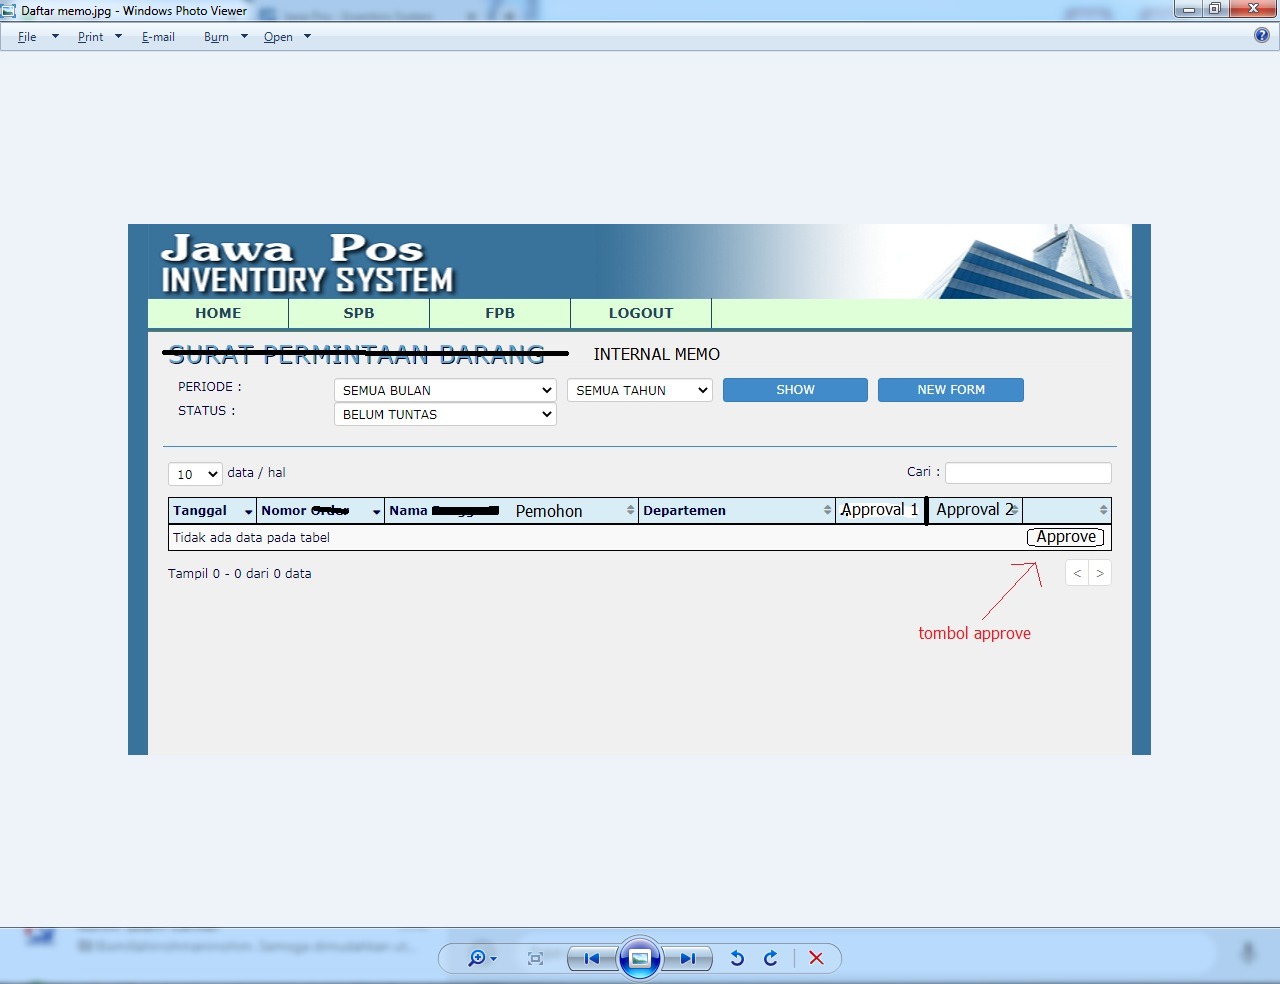 Daftar memo.jpg - Windows Photo Viewer
File Print E-mail Burn Open
Jawa Pos
INVENTORY SYSTEM
HOME SPB FPB LOGOUT
SURAT PERMINTAAN BARANG INTERNAL MEMO
PERIODE : SEMUA BULAN SEMUA TAHUN SHOW NEW FORM
STATUS : BELUM TUNTAS
10 data / hal Cari :
Tanggal Nomor Order Nama Pemohon Departemen Approval 1 Approval 2
Tidak ada data pada tabel Approve
Tampil 0 - 0 dari 0 data < >
tombol approve